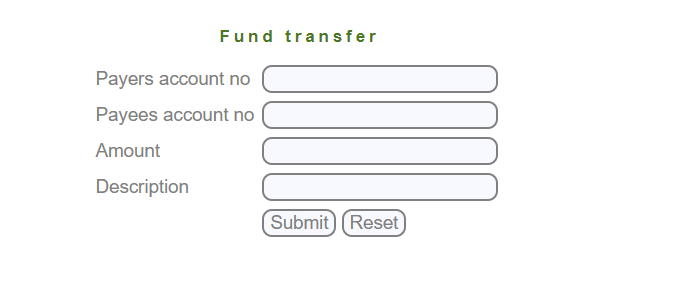 Fund transfer
Payers account no
Payees account no
Amount
Description
Submit Reset